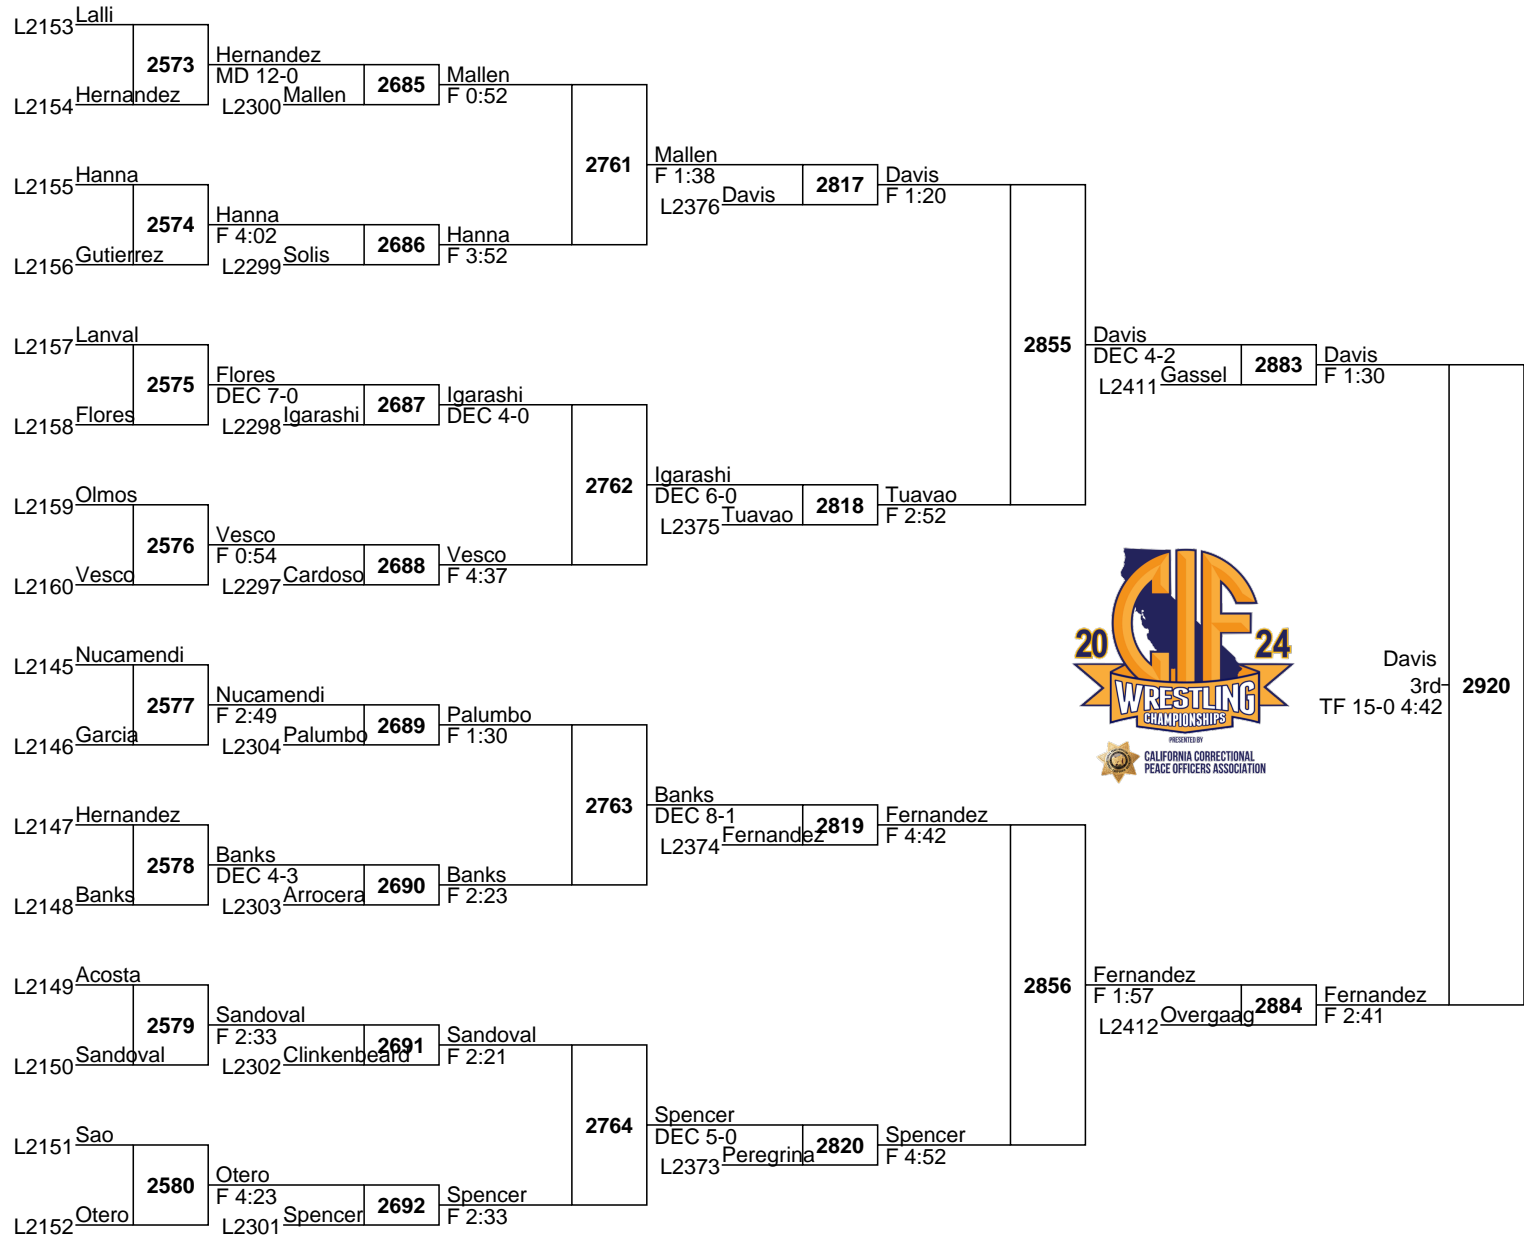 Lalli
L2153
2573
Hernandez
MD 12-0
Hernandez
L2154
L2300
Mallen
2685
Mallen
F 0:52
Hanna
L2155
2574
Hanna
F 4:02
Gutierrez
L2156
L2299
Solis
2686
Hanna
F 3:52
2761
Mallen
F 1:38
L2376
Davis
2817
Davis
F 1:20
Lanval
L2157
2575
Flores
DEC 7-0
Flores
L2158
L2298
Igarashi
2687
Igarashi
DEC 4-0
Olmos
L2159
2576
Vesco
F 0:54
Vesco
L2160
L2297
Cardoso
2688
Vesco
F 4:37
2762
Igarashi
DEC 6-0
L2375
Tuavao
2818
Tuavao
F 2:52
2855
Davis
DEC 4-2
L2411
Gassel
2883
Davis
F 1:30
Nucamendi
L2145
2577
Nucamendi
F 2:49
Garcia
L2146
L2304
Palumbo
2689
Palumbo
F 1:30
Hernandez
L2147
2578
Banks
DEC 4-3
Banks
L2148
L2303
Arrocera
2690
Banks
F 2:23
2763
Banks
DEC 8-1
L2374
Fernandez
2819
Fernandez
F 4:42
Acosta
L2149
2579
Sandoval
F 2:33
Sandoval
L2150
L2302
Clinkenbeard
2691
Sandoval
F 2:21
Sao
L2151
2580
Otero
F 4:23
Otero
L2152
L2301
Spencer
2692
Spencer
F 2:33
2764
Spencer
DEC 5-0
L2373
Peregrina
2820
Spencer
F 4:52
2856
Fernandez
F 1:57
L2412
Overgaag
2884
Fernandez
F 2:41
Davis
3rd
TF 15-0 4:42
2920
20 CIF 24
WRESTLING
CHAMPIONSHIPS
PRESENTED BY
CALIFORNIA CORRECTIONAL
PEACE OFFICERS ASSOCIATION